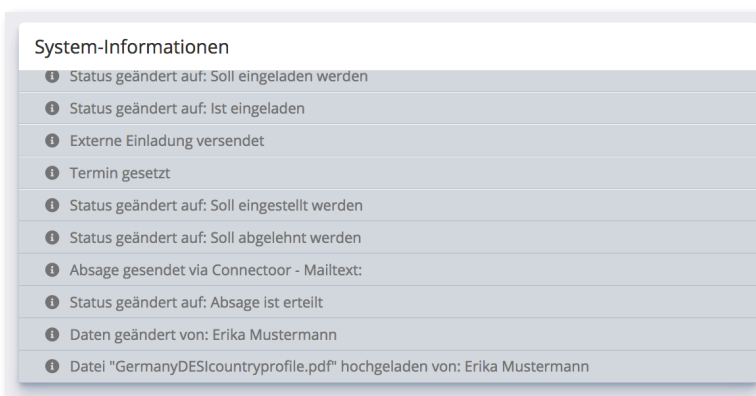 System-Informationen
Status geändert auf: Soll eingeladen werden
Status geändert auf: Ist eingeladen
Externe Einladung versendet
Termin gesetzt
Status geändert auf: Soll eingestellt werden
Status geändert auf: Soll abgelehnt werden
Absage gesendet via Connectoor - Mailtext:
Status geändert auf: Absage ist erteilt
Daten geändert von: Erika Mustermann
Datei "GermanyDESIcountryprofile.pdf" hochgeladen von: Erika Mustermann